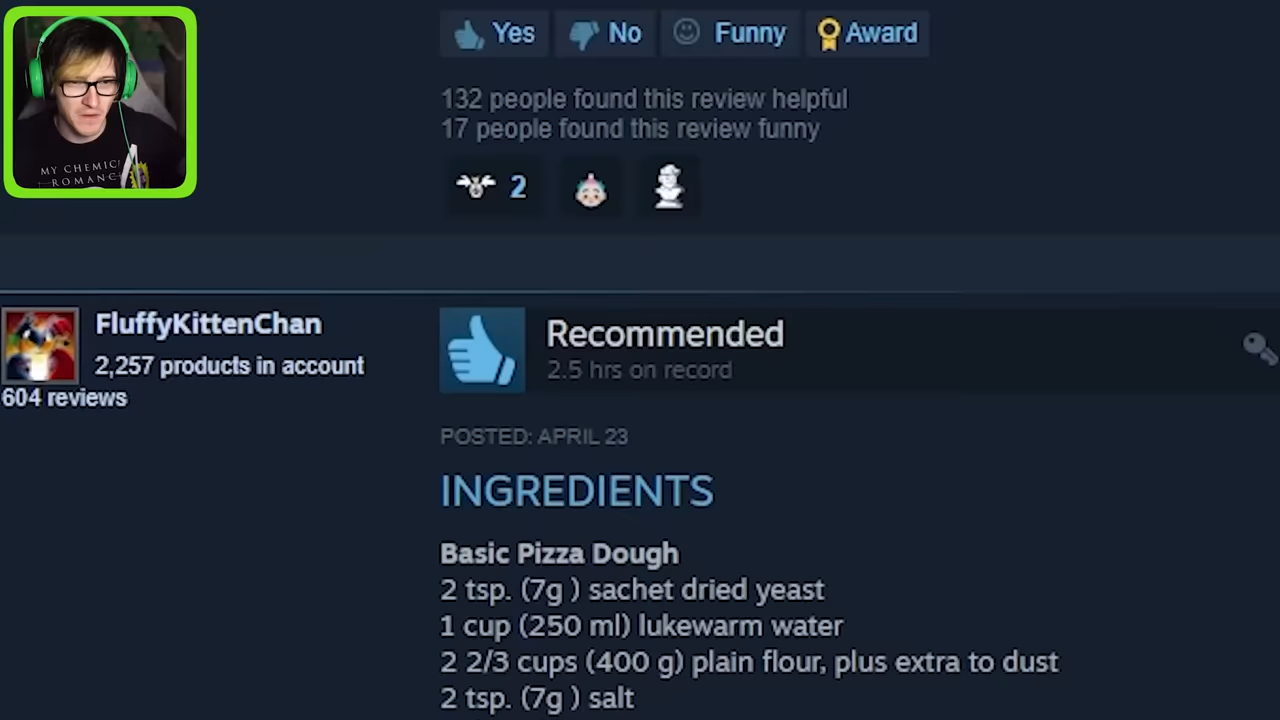 Yes No Funny Award
132 people found this review helpful
17 people found this review funny
2
MY CHEMIC
ROMANC
FluffyKittenChan
2,257 products in account
604 reviews
Recommended
2.5 hrs on record
POSTED: APRIL 23
INGREDIENTS
Basic Pizza Dough
2 tsp. (7g ) sachet dried yeast
1 cup (250 ml) lukewarm water
2 2/3 cups (400 g) plain flour, plus extra to dust
2 tsp. (7g ) salt